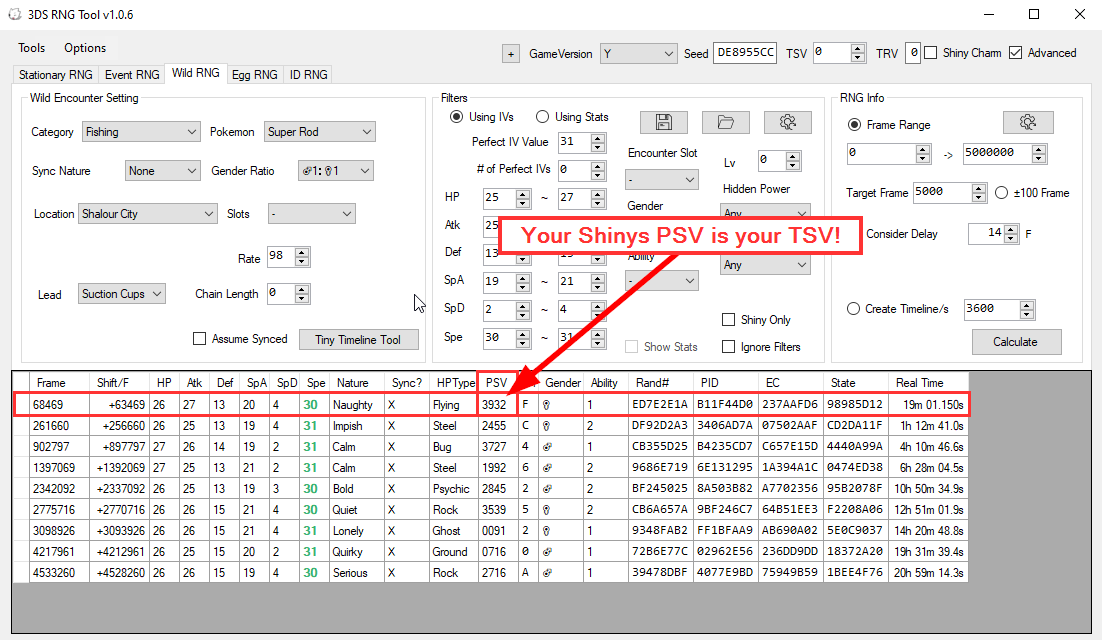 3DS RNG Tool v1.0.6
Tools Options
+ GameVersion Y Seed DE8955CC TSV 0 TRV 0 Shiny Charm Advanced
Stationary RNG Event RNG Wild RNG Egg RNG ID RNG
Wild Encounter Setting
Category Fishing Pokemon Super Rod
Sync Nature None Gender Ratio ♂1:♀1
Location Shalour City Slots -
Rate 98
Lead Suction Cups Chain Length 0
Assume Synced Tiny Timeline Tool
Filters
Using IVs Using Stats
Perfect IV Value 31
# of Perfect IVs 0
HP 25 ~ 27
Atk 25
Def 13 ~
SpA 19 ~ 21
SpD 2 ~ 4
Spe 30 ~ 31
Encounter Slot
-
Gender
Ability
-
Show Stats
Lv 0
Hidden Power
Any
Any
Shiny Only
Ignore Filters
Your Shinys PSV is your TSV!
RNG Info
Frame Range
0 -> 5000000
Target Frame 5000 ±100 Frame
Consider Delay 14 F
Create Timeline/s 3600
Calculate
Frame Shift/F HP Atk Def SpA SpD Spe Nature Sync? HPType PSV Gender Ability Rand# PID EC State Real Time
68469 +63469 26 27 13 20 4 30 Naughty X Flying 3932 F ♀ 1 ED7E2E1A B11F44D0 237AAFD6 98985D12 19m 01.150s
261660 +256660 26 25 13 19 4 31 Impish X Steel 2455 C ♀ 2 DF92D2A3 3406AD7A 07502AAF CD2DA11F 1h 12m 41.0s
902797 +897797 27 26 14 19 2 31 Calm X Bug 3727 4 ♂ 1 CB355D25 B4235CD7 C657E15D 4440A99A 4h 10m 46.6s
1397069 +1392069 27 25 13 21 2 31 Calm X Steel 1992 6 ♂ 2 9686E719 6E131295 1A394A1C 0474ED38 6h 28m 04.5s
2342092 +2337092 26 25 13 19 3 30 Bold X Psychic 2845 2 ♂ 2 BF245025 8A503B82 A7702356 95B2078F 10h 50m 34.9s
2775716 +2770716 26 26 15 21 4 30 Quiet X Rock 3539 5 ♀ 2 CB6A657A 9BF246C7 64B51EE3 F2208A06 12h 51m 01.9s
3098926 +3093926 26 25 15 21 4 31 Lonely X Ghost 0091 2 ♀ 1 9348FAB2 FF1BFAA9 AB690A02 5E0C9037 14h 20m 48.8s
4217961 +4212961 26 25 15 20 2 31 Quirky X Ground 0716 0 ♂ 1 72B6E77C 02962E56 236DD9DD 18372A20 19h 31m 39.4s
4533260 +4528260 26 26 15 19 4 30 Serious X Rock 2716 A ♂ 1 39478DBF 4077E9BD 75949B59 1BEE4F76 20h 59m 14.3s